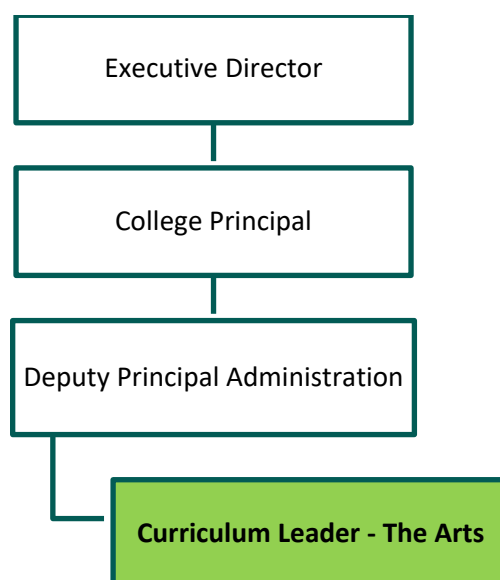 Executive Director
College Principal
Deputy Principal Administration
Curriculum Leader - The Arts